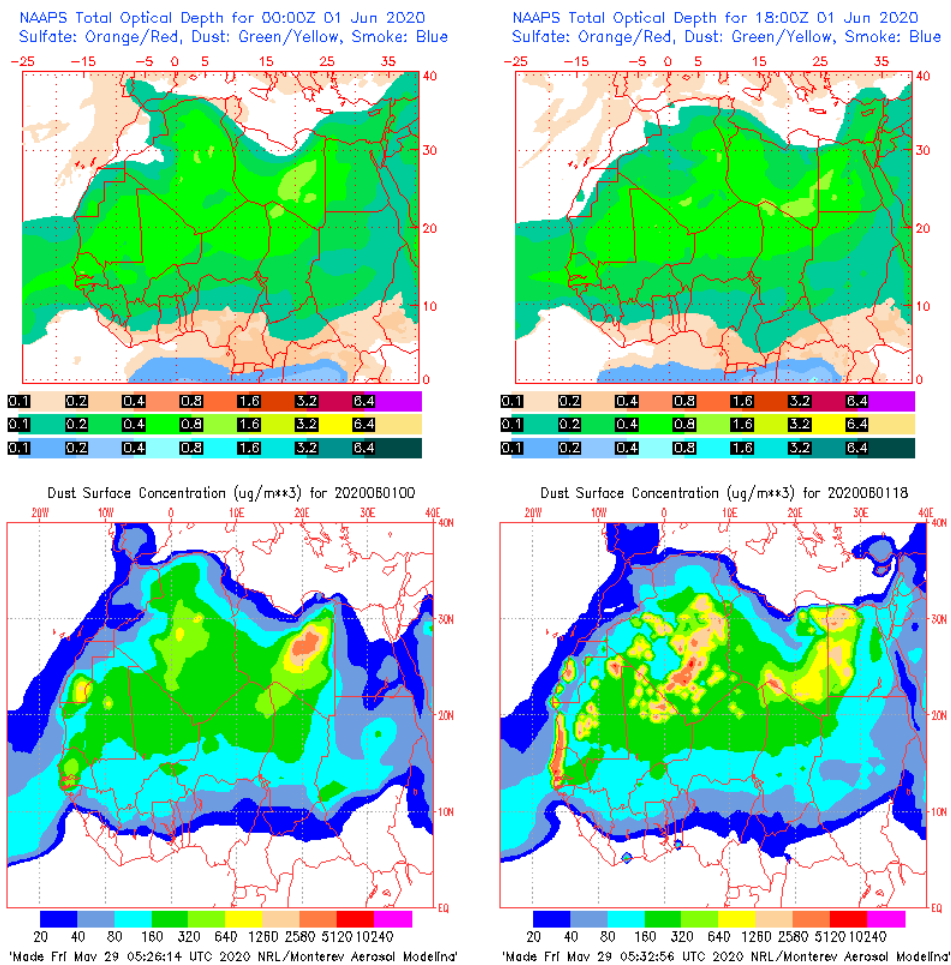 NAAPS Total Optical Depth for 00:00Z 01 Jun 2020
Sulfate: Orange/Red, Dust: Green/Yellow, Smoke: Blue
-25 -15 -5 0 5 15 25 35
40
30
20
10
0
0.1 0.2 0.4 0.8 1.6 3.2 6.4
0.1 0.2 0.4 0.8 1.6 3.2 6.4
0.1 0.2 0.4 0.8 1.6 3.2 6.4
NAAPS Total Optical Depth for 18:00Z 01 Jun 2020
Sulfate: Orange/Red, Dust: Green/Yellow, Smoke: Blue
-25 -15 -5 0 5 15 25 35
40
30
20
10
0
0.1 0.2 0.4 0.8 1.6 3.2 6.4
0.1 0.2 0.4 0.8 1.6 3.2 6.4
0.1 0.2 0.4 0.8 1.6 3.2 6.4
Dust Surface Concentration (ug/m**3) for 2020060100
20W 10W 0 10E 20E 30E 40E
40N
30N
20N
10N
EQ
20 40 80 160 320 640 1260 2580 5120 10240
'Made Fri May 29 05:26:14 UTC 2020 NRL/Monterey Aerosol Modeling'
Dust Surface Concentration (ug/m**3) for 2020060118
20W 10W 0 10E 20E 30E 40E
40N
30N
20N
10N
EQ
20 40 80 160 320 640 1260 2580 5120 10240
'Made Fri May 29 05:32:56 UTC 2020 NRL/Monterey Aerosol Modeling'